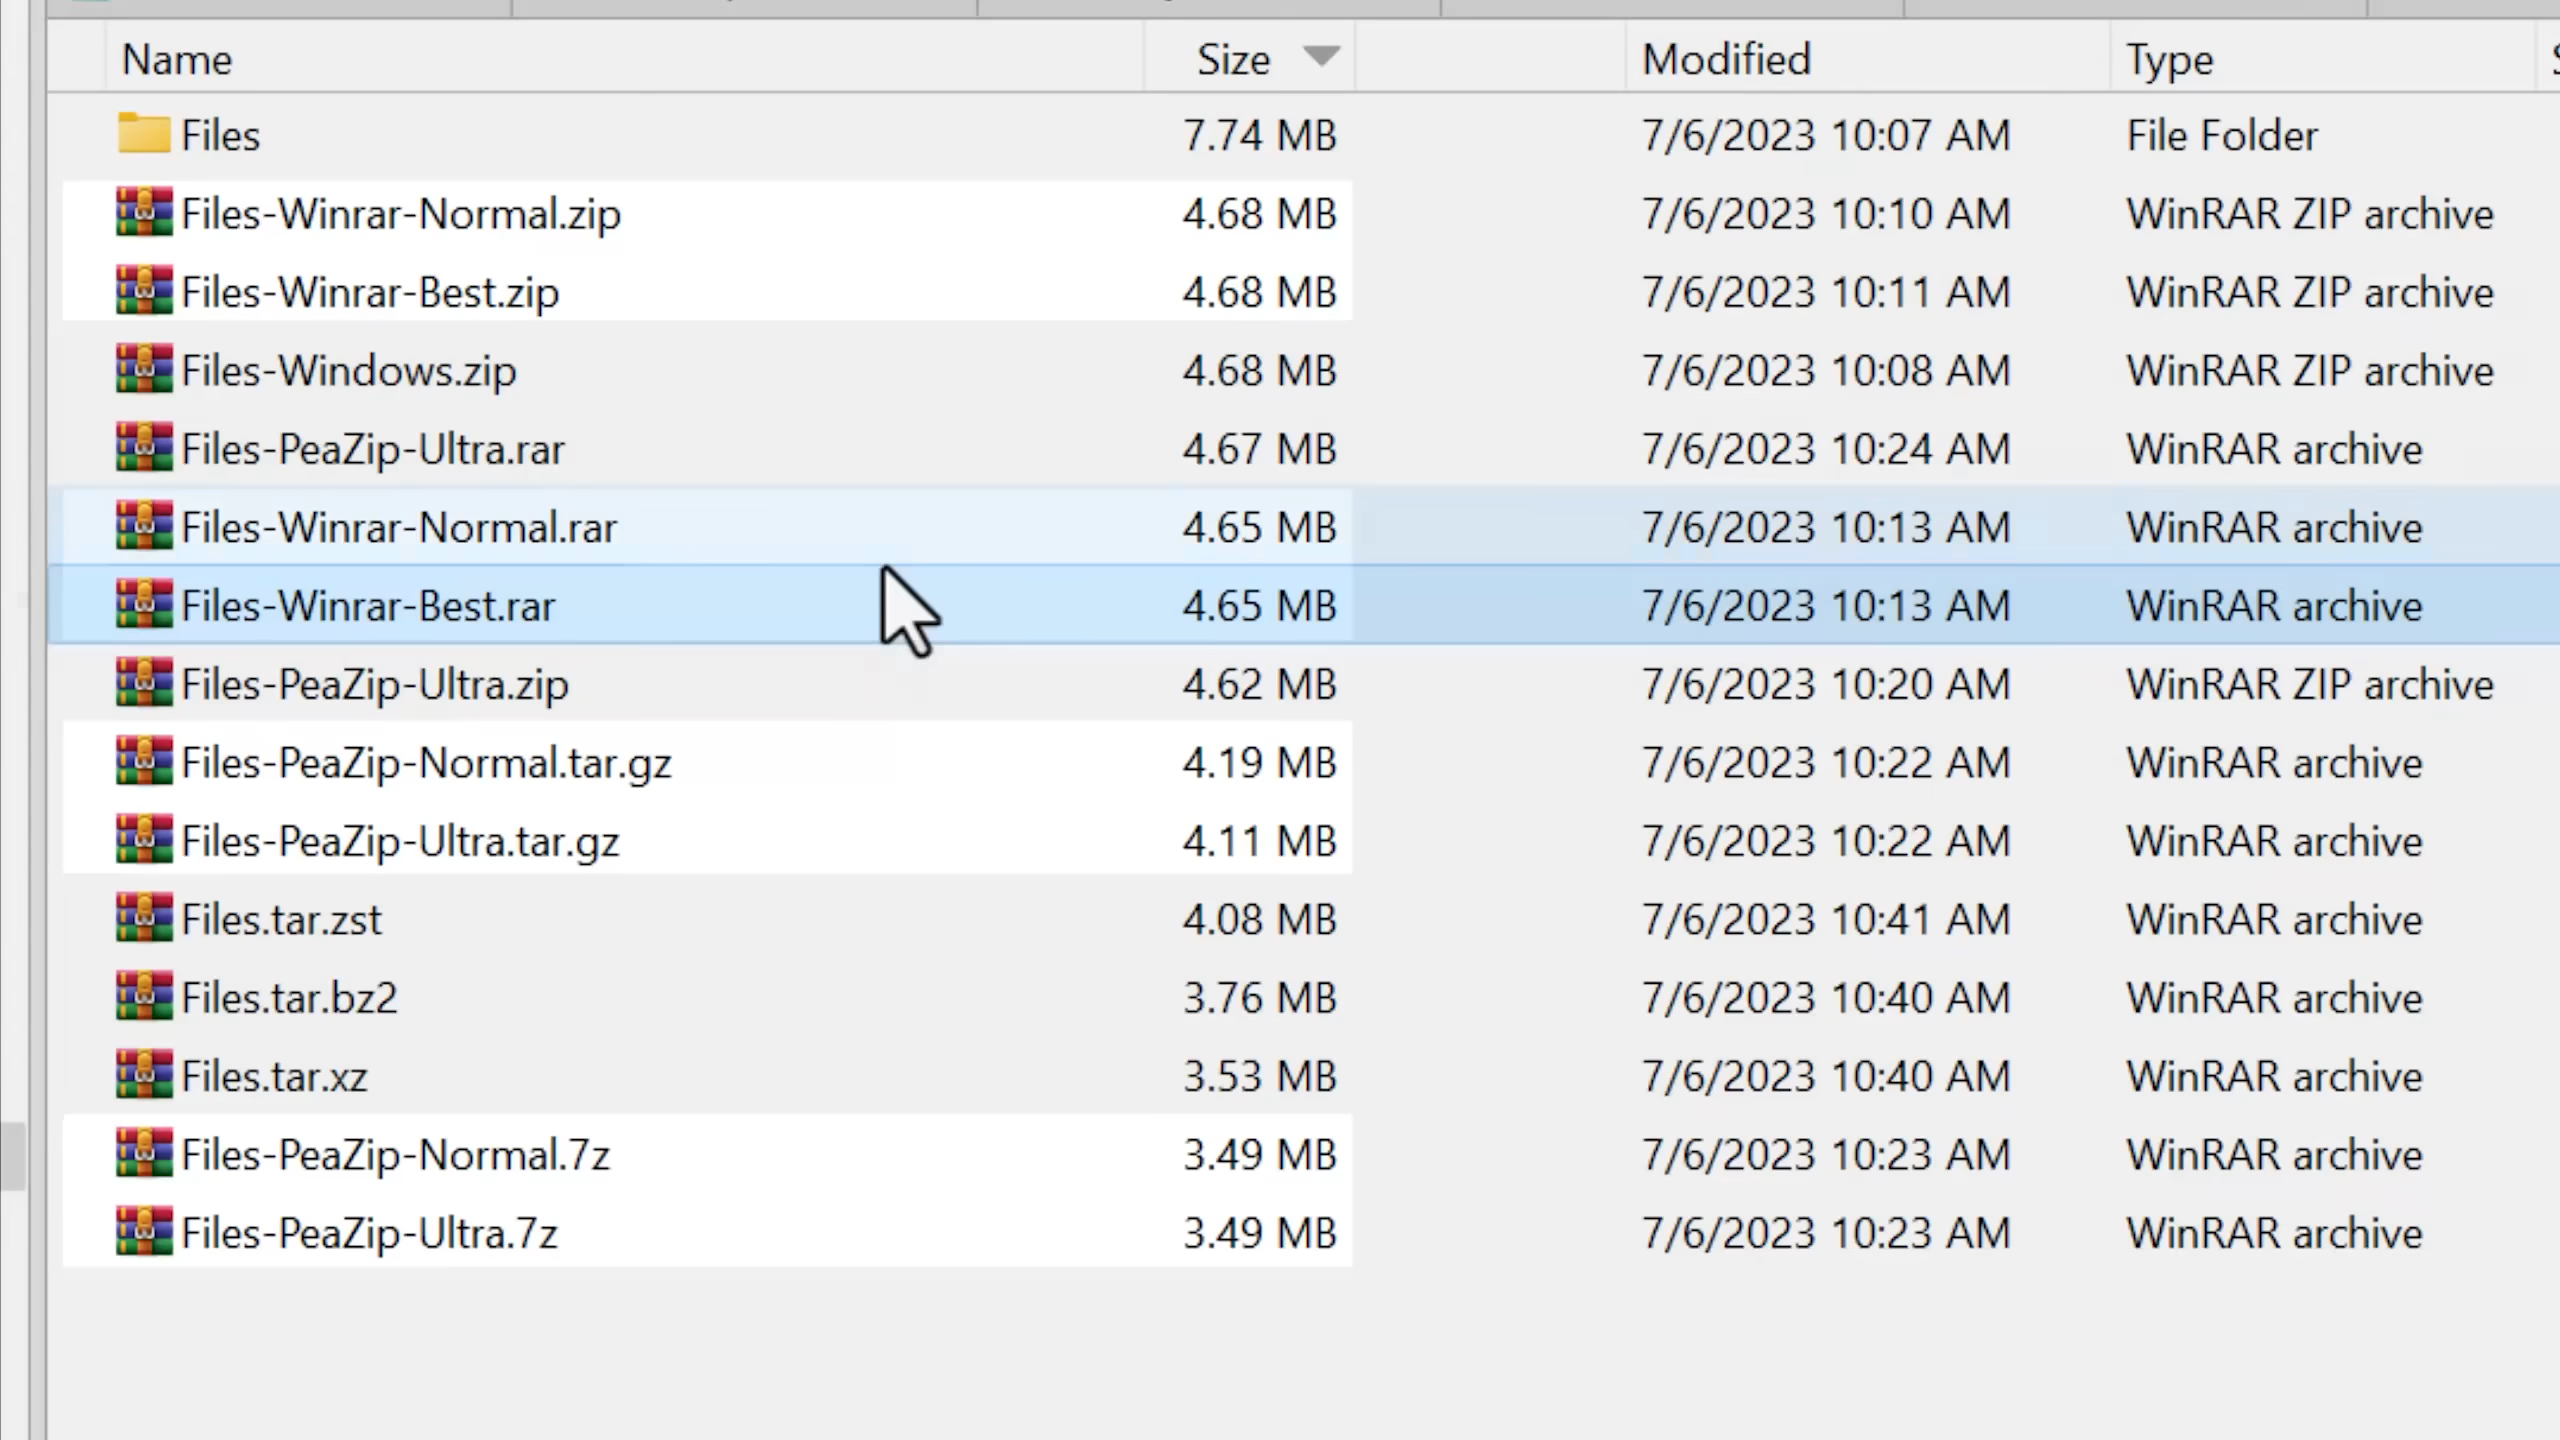 Name Size Modified Type
Files 7.74 MB 7/6/2023 10:07 AM File Folder
Files-Winrar-Normal.zip 4.68 MB 7/6/2023 10:10 AM WinRAR ZIP archive
Files-Winrar-Best.zip 4.68 MB 7/6/2023 10:11 AM WinRAR ZIP archive
Files-Windows.zip 4.68 MB 7/6/2023 10:08 AM WinRAR ZIP archive
Files-PeaZip-Ultra.rar 4.67 MB 7/6/2023 10:24 AM WinRAR archive
Files-Winrar-Normal.rar 4.65 MB 7/6/2023 10:13 AM WinRAR archive
Files-Winrar-Best.rar 4.65 MB 7/6/2023 10:13 AM WinRAR archive
Files-PeaZip-Ultra.zip 4.62 MB 7/6/2023 10:20 AM WinRAR ZIP archive
Files-PeaZip-Normal.tar.gz 4.19 MB 7/6/2023 10:22 AM WinRAR archive
Files-PeaZip-Ultra.tar.gz 4.11 MB 7/6/2023 10:22 AM WinRAR archive
Files.tar.zst 4.08 MB 7/6/2023 10:41 AM WinRAR archive
Files.tar.bz2 3.76 MB 7/6/2023 10:40 AM WinRAR archive
Files.tar.xz 3.53 MB 7/6/2023 10:40 AM WinRAR archive
Files-PeaZip-Normal.7z 3.49 MB 7/6/2023 10:23 AM WinRAR archive
Files-PeaZip-Ultra.7z 3.49 MB 7/6/2023 10:23 AM WinRAR archive